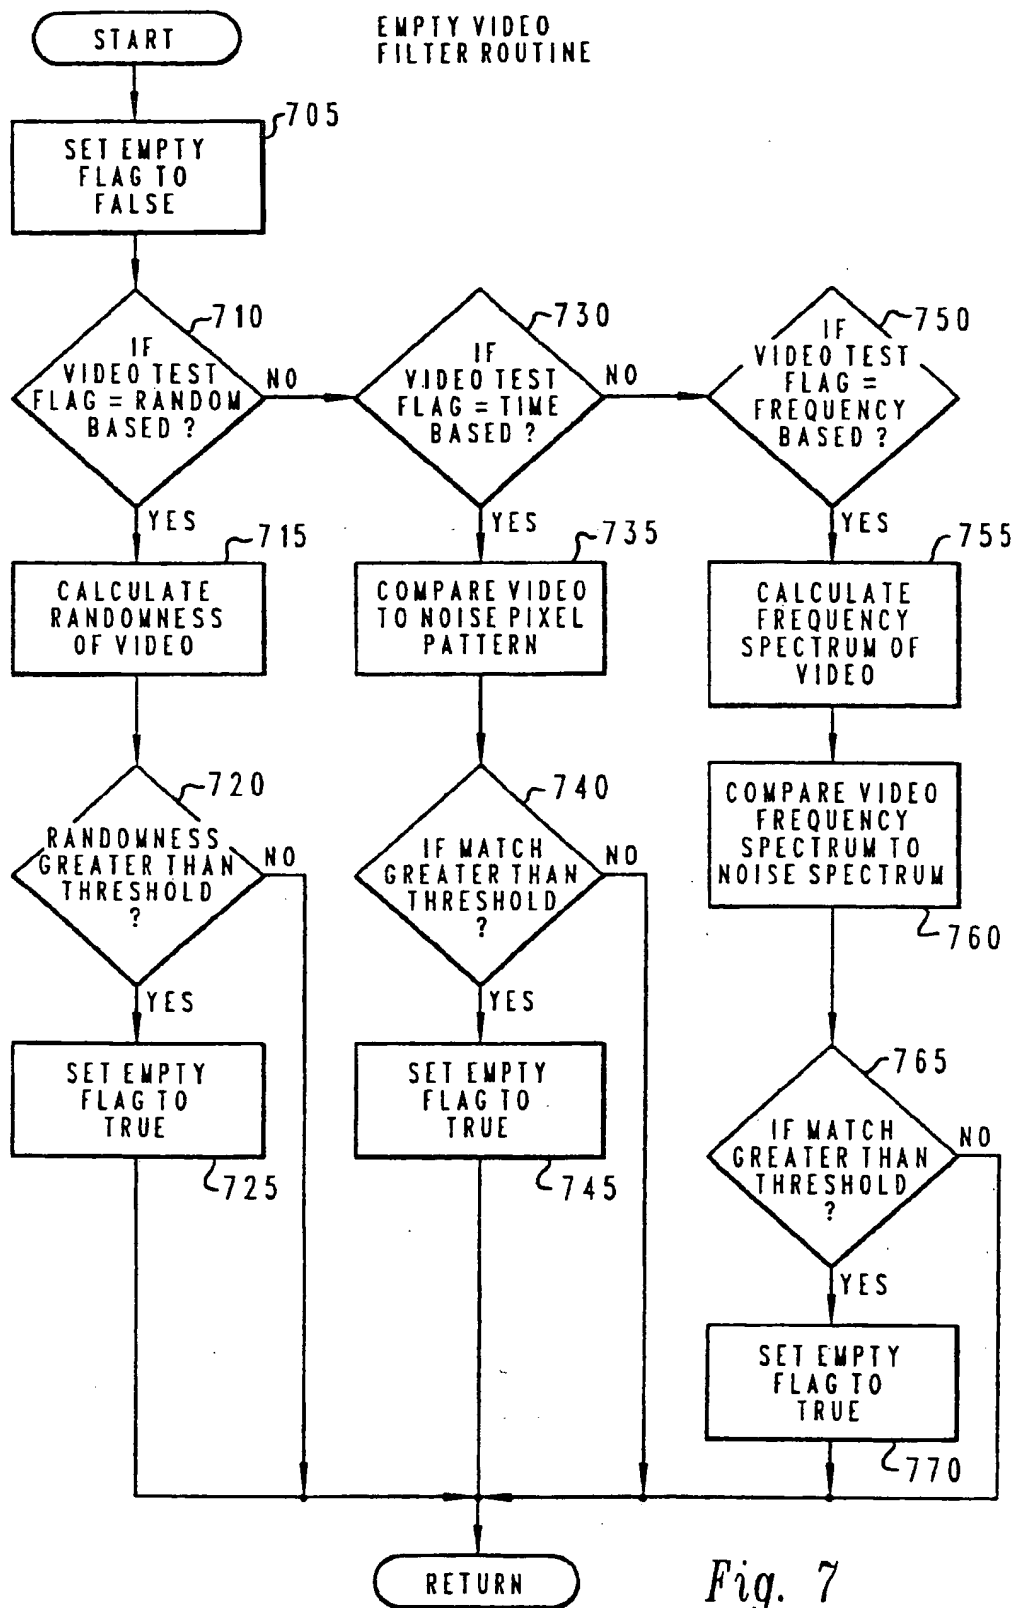 START
EMPTY VIDEO
FILTER ROUTINE
705
SET EMPTY
FLAG TO
FALSE
710
IF
VIDEO TEST
FLAG = RANDOM
BASED ?
NO
YES
730
IF
VIDEO TEST
FLAG = TIME
BASED ?
NO
YES
750
IF
VIDEO TEST
FLAG =
FREQUENCY
BASED ?
YES
715
CALCULATE
RANDOMNESS
OF VIDEO
735
COMPARE VIDEO
TO NOISE PIXEL
PATTERN
755
CALCULATE
FREQUENCY
SPECTRUM OF
VIDEO
720
RANDOMNESS
GREATER THAN
THRESHOLD
?
NO
YES
740
IF MATCH
GREATER THAN
THRESHOLD
?
NO
YES
COMPARE VIDEO
FREQUENCY
SPECTRUM TO
NOISE SPECTRUM
760
SET EMPTY
FLAG TO
TRUE
725
SET EMPTY
FLAG TO
TRUE
745
765
IF MATCH
GREATER THAN
THRESHOLD
?
NO
YES
SET EMPTY
FLAG TO
TRUE
770
RETURN
Fig. 7